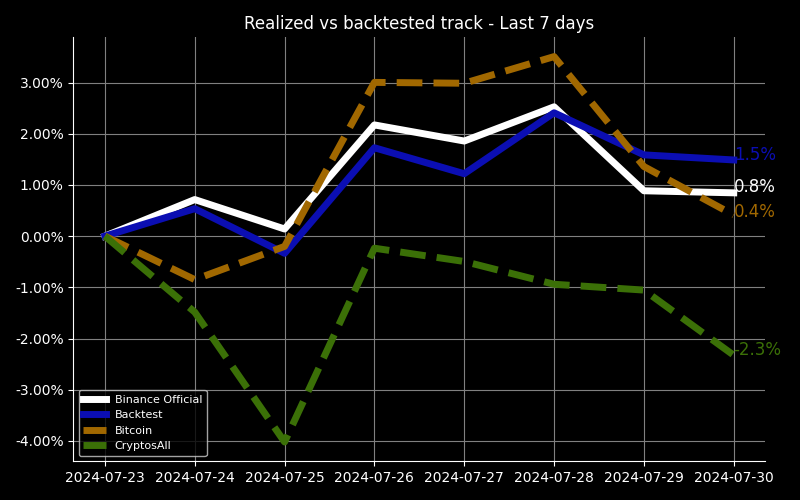 Realized vs backtested track - Last 7 days
3.00%
2.00%
1.00%
0.00%
-1.00%
-2.00%
-3.00%
-4.00%
1.5%
0.8%
0.4%
-2.3%
Binance Official
Backtest
Bitcoin
CryptosAll
2024-07-23 2024-07-24 2024-07-25 2024-07-26 2024-07-27 2024-07-28 2024-07-29 2024-07-30